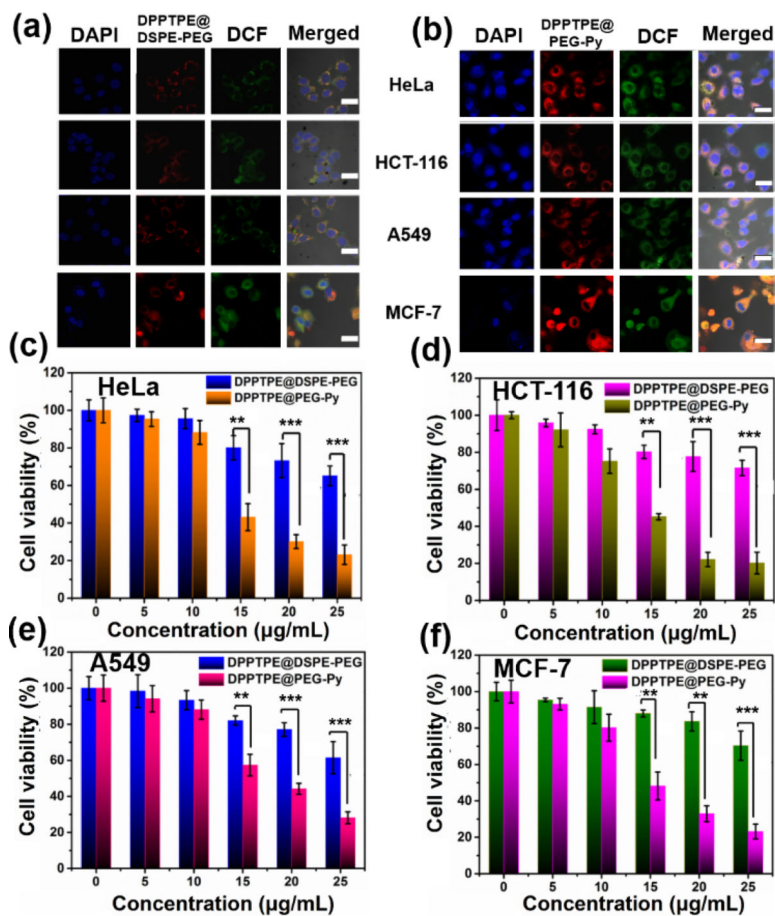 (a)
DAPI DPPTPE@ DSPE-PEG DCF Merged
(b)
DAPI DPPTPE@ PEG-Py DCF Merged
HeLa
HCT-116
A549
MCF-7
(c)
HeLa
DPPTPE@DSPE-PEG
DPPTPE@PEG-Py
** *** ***
Cell viability (%)
120
100
80
60
40
20
0
0 5 10 15 20 25
Concentration (μg/mL)
(d)
HCT-116
DPPTPE@DSPE-PEG
DPPTPE@PEG-Py
** *** ***
Cell viability (%)
120
100
80
60
40
20
0
0 5 10 15 20 25
Concentration (μg/mL)
(e)
A549
DPPTPE@DSPE-PEG
DPPTPE@PEG-Py
** *** ***
Cell viability (%)
120
100
80
60
40
20
0
0 5 10 15 20 25
Concentration (μg/mL)
(f)
MCF-7
DPPTPE@DSPE-PEG
DPPTPE@PEG-Py
** ** ***
Cell viability (%)
120
100
80
60
40
20
0
0 5 10 15 20 25
Concentration (μg/mL)